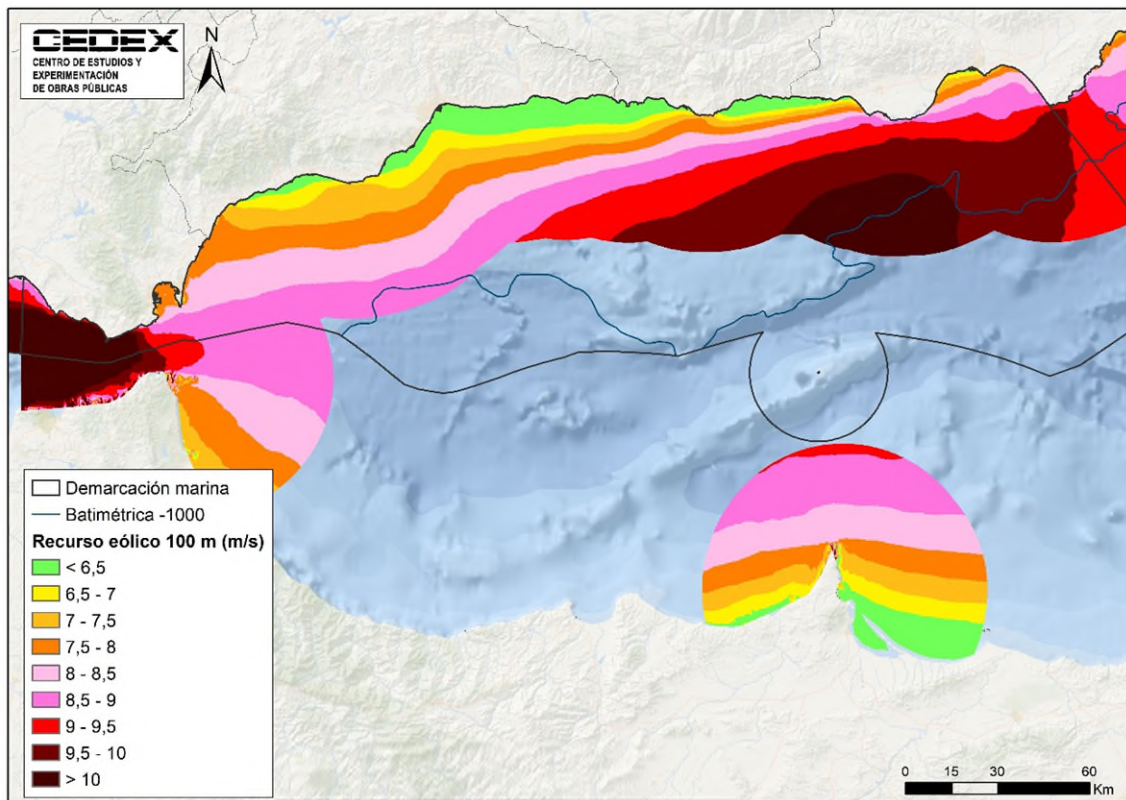 CEDEX
CENTRO DE ESTUDIOS Y
EXPERIMENTACIÓN
DE OBRAS PÚBLICAS
N
Demarcación marina
Batimétrica -1000
Recurso eólico 100 m (m/s)
< 6,5
6,5 - 7
7 - 7,5
7,5 - 8
8 - 8,5
8,5 - 9
9 - 9,5
9,5 - 10
> 10
0 15 30 60
Km